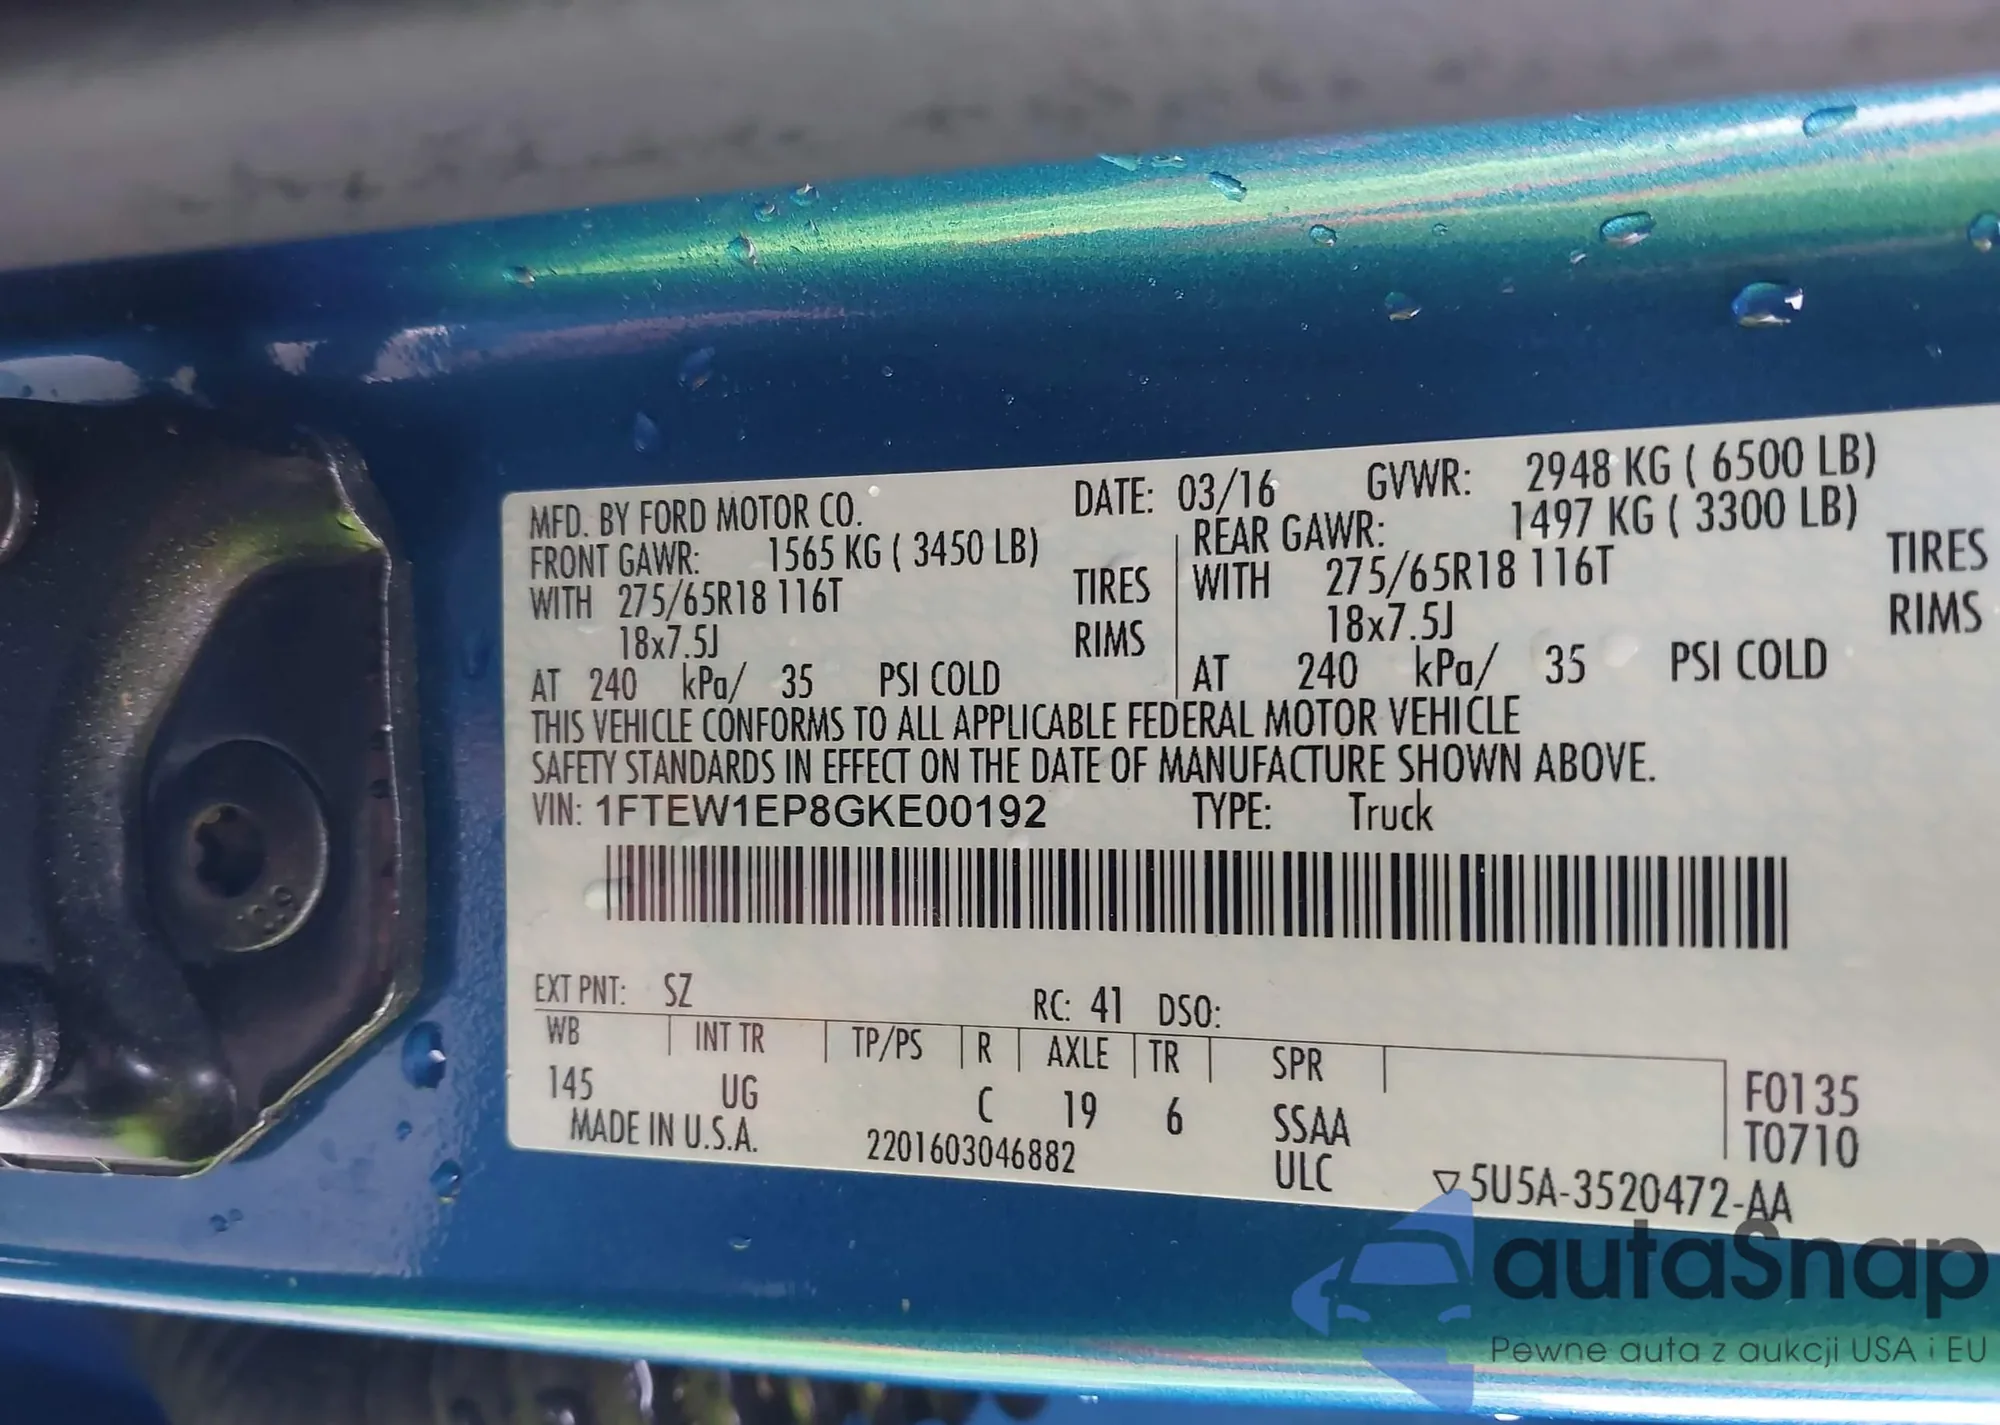 MFD. BY FORD MOTOR CO. DATE: 03/16 GVWR: 2948 KG ( 6500 LB)
FRONT GAWR: 1565 KG ( 3450 LB) REAR GAWR: 1497 KG ( 3300 LB)
WITH 275/65R18 116T TIRES WITH 275/65R18 116T TIRES
18x7.5J RIMS 18x7.5J RIMS
AT 240 kPa/ 35 PSI COLD AT 240 kPa/ 35 PSI COLD
THIS VEHICLE CONFORMS TO ALL APPLICABLE FEDERAL MOTOR VEHICLE
SAFETY STANDARDS IN EFFECT ON THE DATE OF MANUFACTURE SHOWN ABOVE.
VIN: 1FTEW1EP8GKE00192 TYPE: Truck
EXT PNT: SZ RC: 41 DSO:
WB INT TR TP/PS R AXLE TR SPR
145 UG C 19 6 SSAA F0135
MADE IN U.S.A. 2201603046882 ULC T0710
▽5U5A-3520472-AA
autaSnap
Pewne auta z aukcji USA i EU